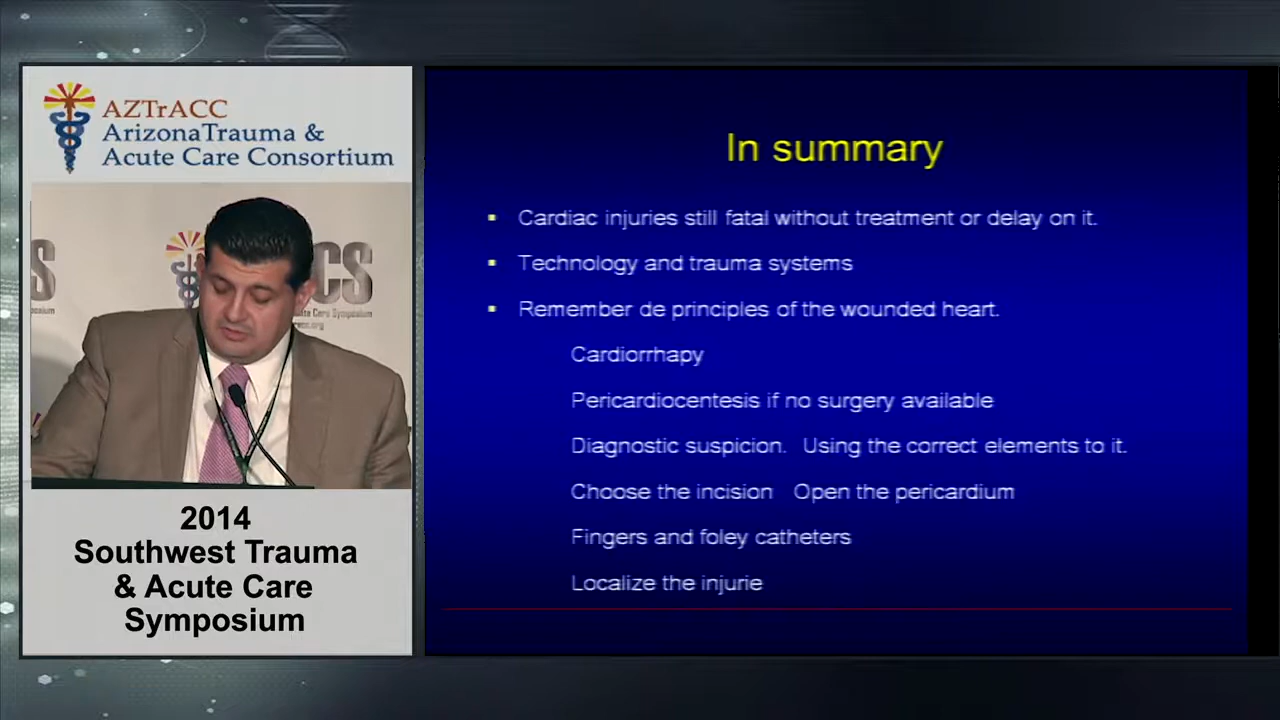 AZTrACC
ArizonaTrauma &
Acute Care Consortium
CS
S
2014
Southwest Trauma
& Acute Care
Symposium
In summary
Cardiac injuries still fatal without treatment or delay on it.
Technology and trauma systems
Remember de principles of the wounded heart.
Cardiorrhapy
Pericardiocentesis if no surgery available
Diagnostic suspicion. Using the correct elements to it.
Choose the incision Open the pericardium
Fingers and foley catheters
Localize the injurie